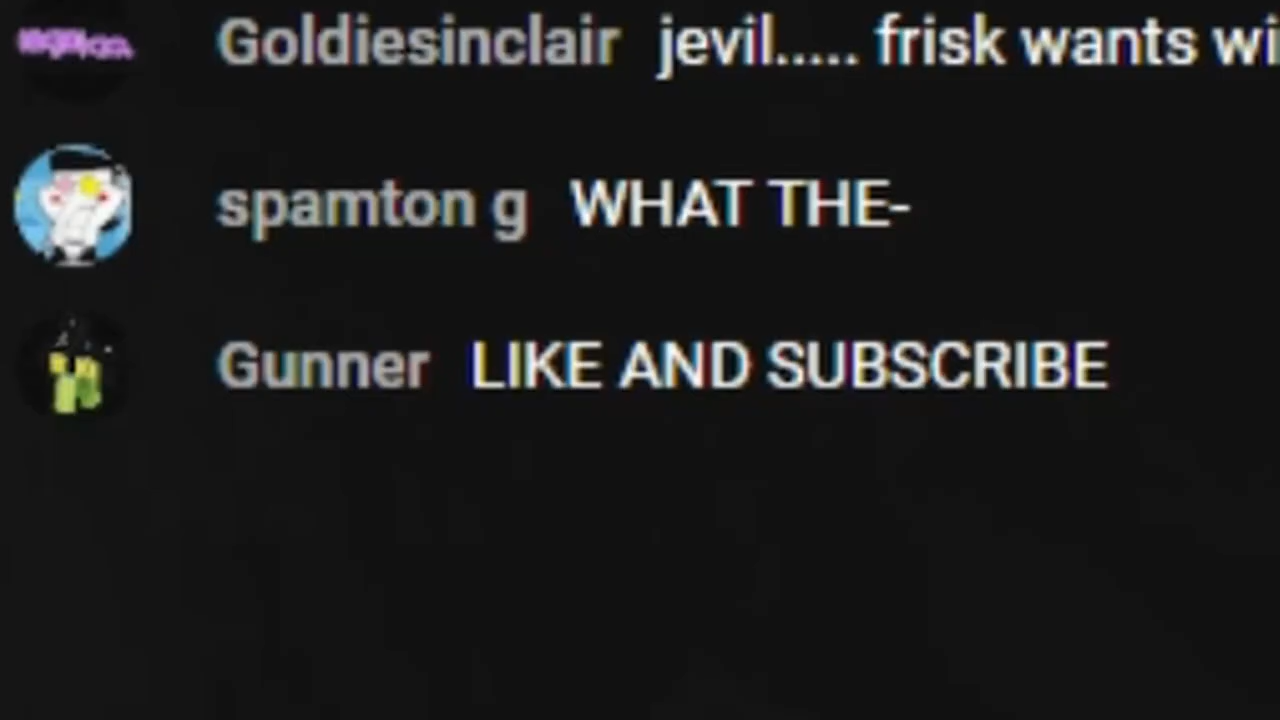 Goldiesinclair jevil..... frisk wants
spamton g WHAT THE-
Gunner LIKE AND SUBSCRIBE